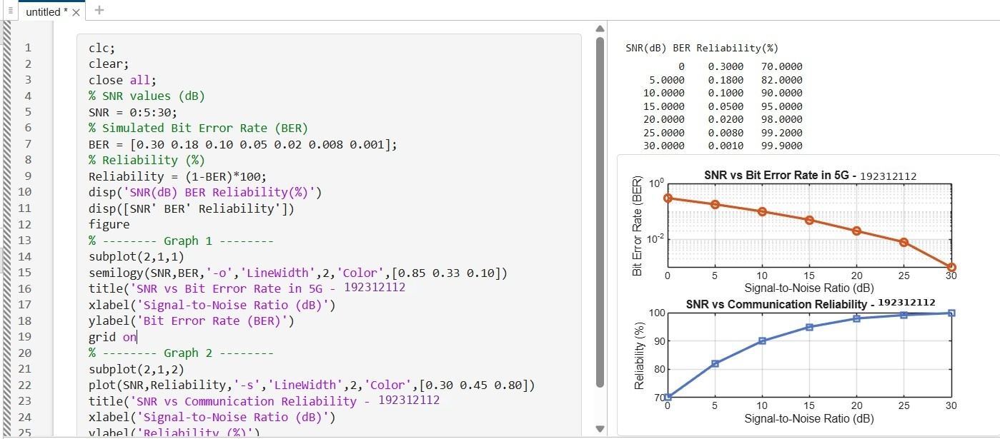 untitled *
1 clc;
2 clear;
3 close all;
4 % SNR values (dB)
5 SNR = 0:5:30;
6 % Simulated Bit Error Rate (BER)
7 BER = [0.30 0.18 0.10 0.05 0.02 0.008 0.001];
8 % Reliability (%)
9 Reliability = (1-BER)*100;
10 disp('SNR(dB) BER Reliability(%)')
11 disp([SNR' BER' Reliability'])
12 figure
13 % -------- Graph 1 --------
14 subplot(2,1,1)
15 semilogy(SNR,BER,'-o','LineWidth',2,'Color',[0.85 0.33 0.10])
16 title('SNR vs Bit Error Rate in 5G - 192312112
17 xlabel('Signal-to-Noise Ratio (dB)')
18 ylabel('Bit Error Rate (BER)')
19 grid on
20 % -------- Graph 2 --------
21 subplot(2,1,2)
22 plot(SNR,Reliability,'-s','LineWidth',2,'Color',[0.30 0.45 0.80])
23 title('SNR vs Communication Reliability - 192312112
24 xlabel('Signal-to-Noise Ratio (dB)')
25 ylabel('Reliability (%)')
SNR(dB) BER Reliability(%)
0 0.3000 70.0000
5.0000 0.1800 82.0000
10.0000 0.1000 90.0000
15.0000 0.0500 95.0000
20.0000 0.0200 98.0000
25.0000 0.0080 99.2000
30.0000 0.0010 99.9000
SNR vs Bit Error Rate in 5G - 192312112
Bit Error Rate (BER)
10^0
10^-2
0 5 10 15 20 25 30
Signal-to-Noise Ratio (dB)
SNR vs Communication Reliability - 192312112
Reliability (%)
100
90
80
70
0 5 10 15 20 25 30
Signal-to-Noise Ratio (dB)